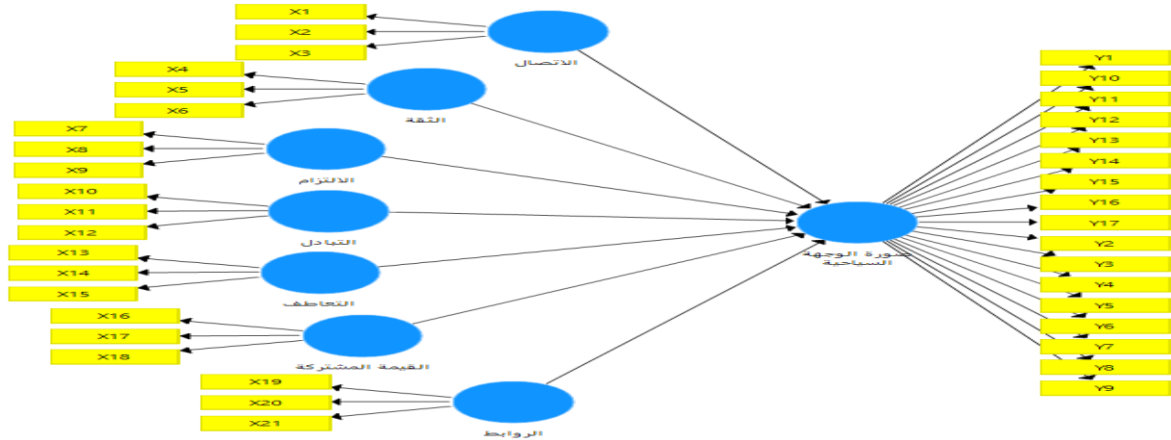 X1
X2
X3
الاتصال
X4
X5
X6
الثقة
X7
X8
X9
الالتزام
X10
X11
X12
التبادل
X13
X14
X15
التعاطف
X16
X17
X18
القيمة المشتركة
X19
X20
X21
الروابط
صورة الوجهة
السياحية
Y1
Y10
Y11
Y12
Y13
Y14
Y15
Y16
Y17
Y2
Y3
Y4
Y5
Y6
Y7
Y8
Y9